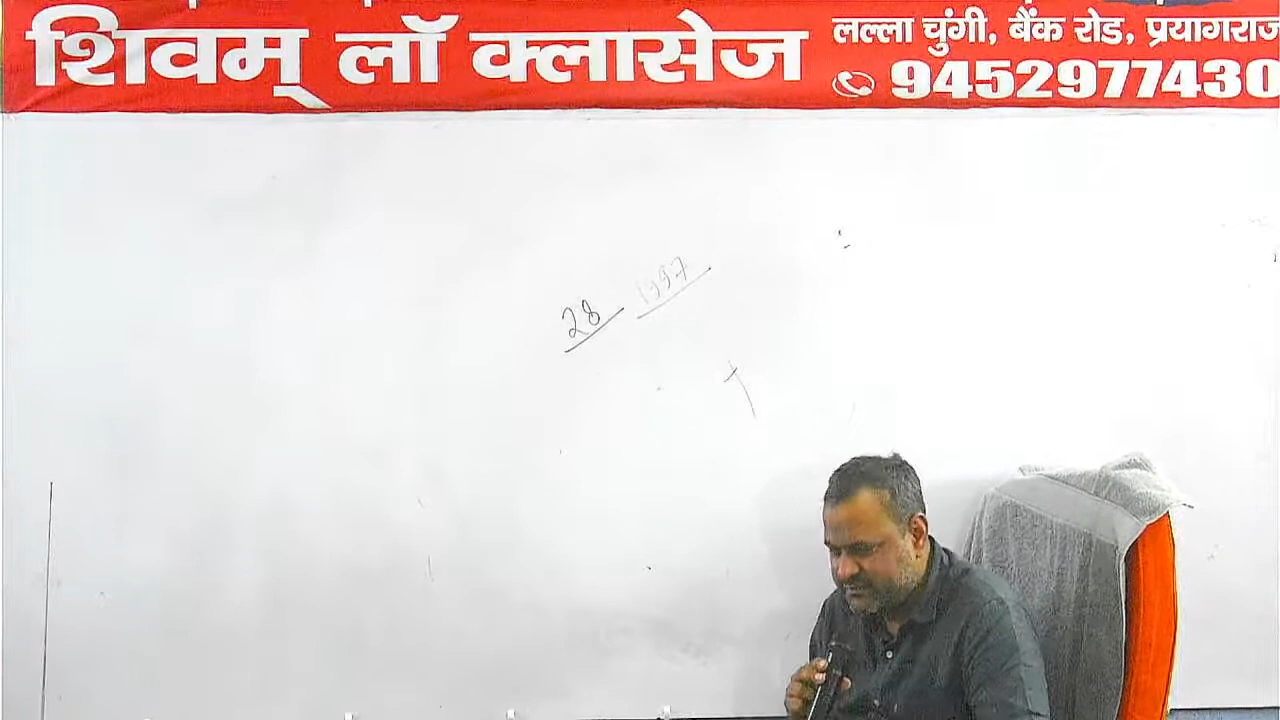 शिवम् लॉ क्लासेज
लल्ला चुंगी, बैंक रोड, प्रयागराज
9452977430
28 1997